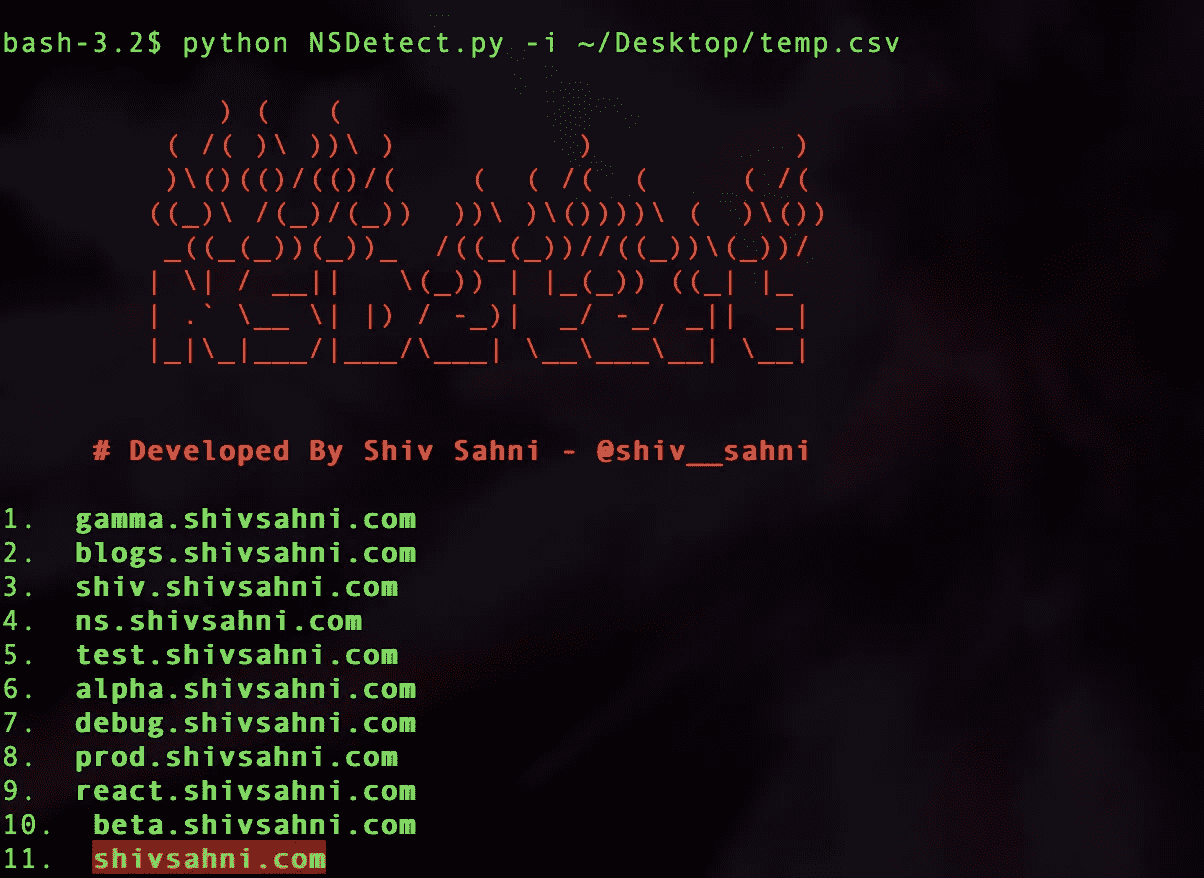 bash-3.2$ python NSDetect.py -i ~/Desktop/temp.csv
) (    (
( /( )\ ))\ )           )            )
)\()(()/(()/(     (   ( /(   (      ( /(
((_)\ /(_)/(_))   ))\  )\())))\  (   )\())
_((_(_))(_))_   /((_(_))//((_))\(_))/
| \| / __||   \(_)) | |_(_)) ((_| |_
| .` \__ \| |) / -_)|  _/ -_/ _||  _|
|_|\_|___/|___/\___| \__\___\__| \__|
# Developed By Shiv Sahni - @shiv__sahni
1.  gamma.shivsahni.com
2.  blogs.shivsahni.com
3.  shiv.shivsahni.com
4.  ns.shivsahni.com
5.  test.shivsahni.com
6.  alpha.shivsahni.com
7.  debug.shivsahni.com
8.  prod.shivsahni.com
9.  react.shivsahni.com
10.  beta.shivsahni.com
11.  shivsahni.com